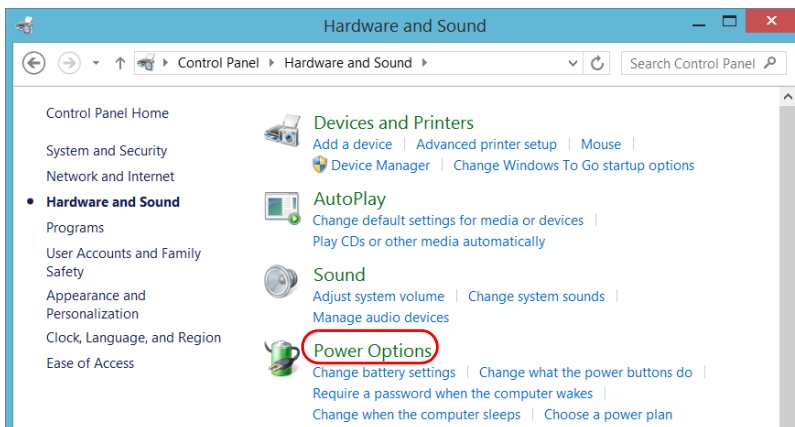 Hardware and Sound
Control Panel Hardware and Sound
Search Control Panel
Control Panel Home
System and Security
Network and Internet
Hardware and Sound
Programs
User Accounts and Family
Safety
Appearance and
Personalization
Clock, Language, and Region
Ease of Access
Devices and Printers
Add a device Advanced printer setup Mouse
Device Manager Change Windows To Go startup options
AutoPlay
Change default settings for media or devices
Play CDs or other media automatically
Sound
Adjust system volume Change system sounds
Manage audio devices
Power Options
Change battery settings Change what the power buttons do
Require a password when the computer wakes
Change when the computer sleeps Choose a power plan